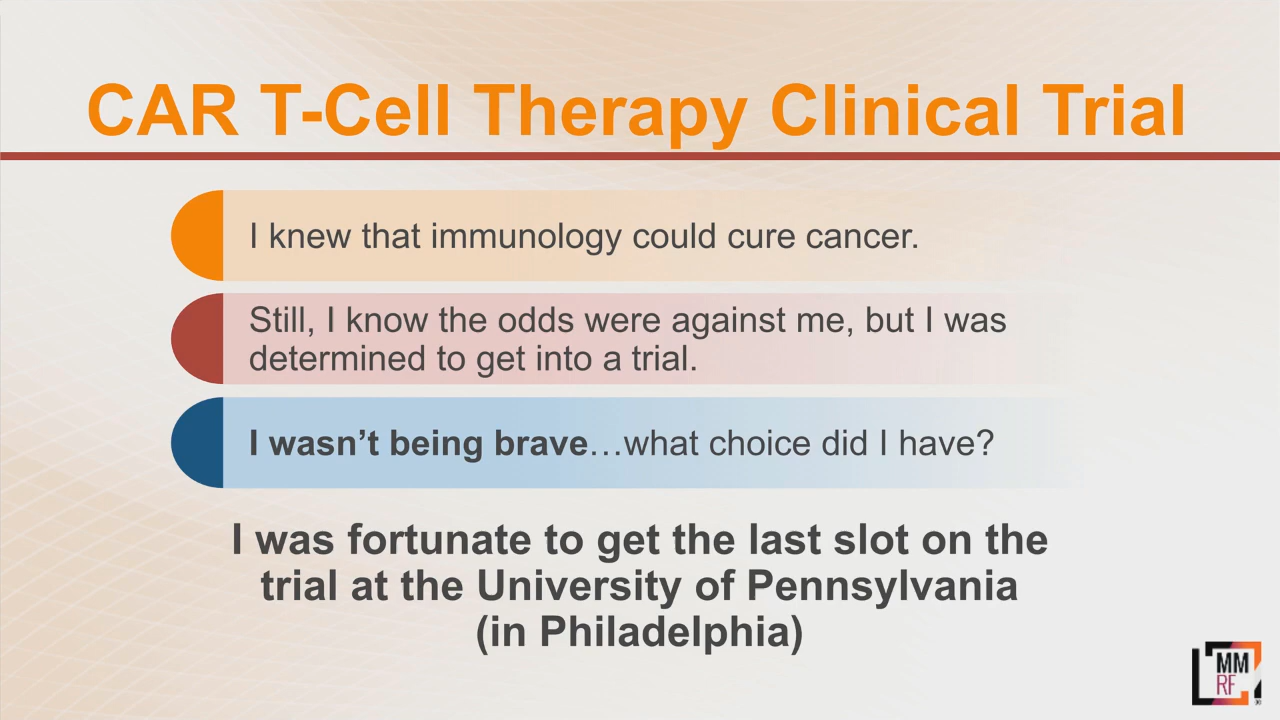 CAR T-Cell Therapy Clinical Trial
I knew that immunology could cure cancer.
Still, I know the odds were against me, but I was
determined to get into a trial.
I wasn’t being brave…what choice did I have?
I was fortunate to get the last slot on the
trial at the University of Pennsylvania
(in Philadelphia)
MM
RF